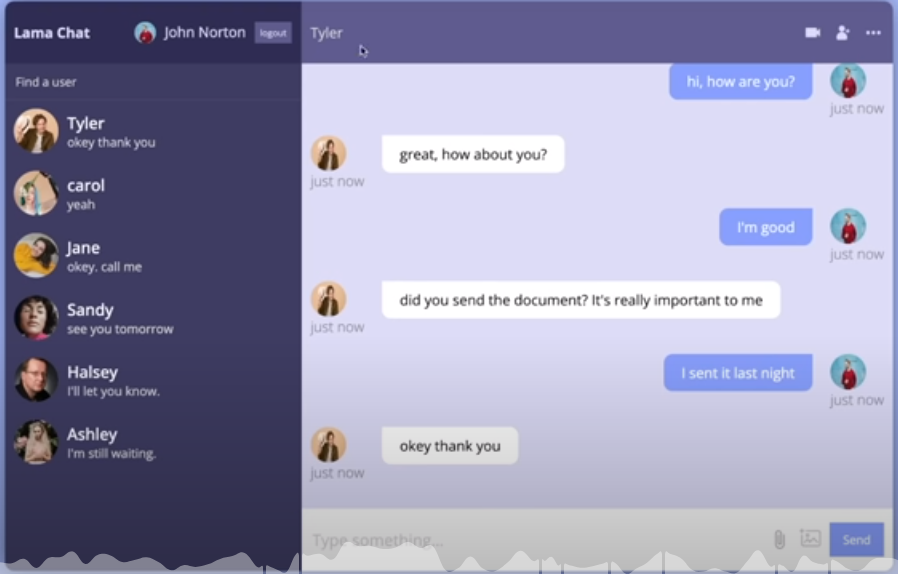 Lama Chat
John Norton
logout
Find a user
Tyler
okey thank you
carol
yeah
Jane
okey. call me
Sandy
see you tomorrow
Halsey
I'll let you know.
Ashley
I'm still waiting.
Tyler
hi, how are you?
just now
great, how about you?
just now
I'm good
just now
did you send the document? It's really important to me
just now
I sent it last night
just now
okey thank you
just now
Type something...
Send